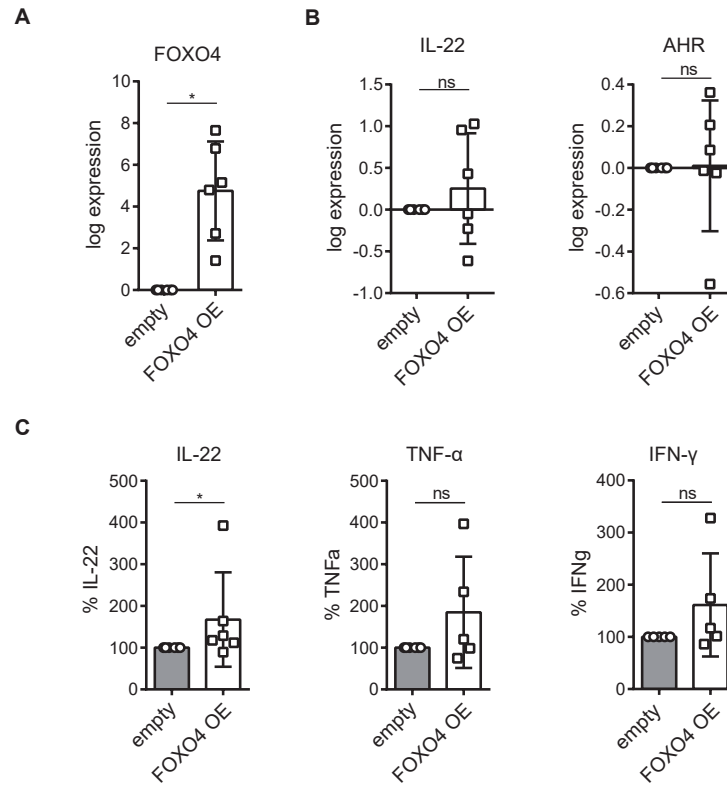 A
FOXO4
log expression
10
8
6
4
2
0
*
empty
FOXO4 OE
B
IL-22
log expression
1.5
1.0
0.5
0.0
-0.5
-1.0
ns
empty
FOXO4 OE
AHR
log expression
0.4
0.2
0.0
-0.2
-0.4
-0.6
ns
empty
FOXO4 OE
C
IL-22
% IL-22
500
400
300
200
100
0
*
empty
FOXO4 OE
TNF-α
% TNFa
500
400
300
200
100
0
ns
empty
FOXO4 OE
IFN-γ
% IFNg
400
300
200
100
0
ns
empty
FOXO4 OE